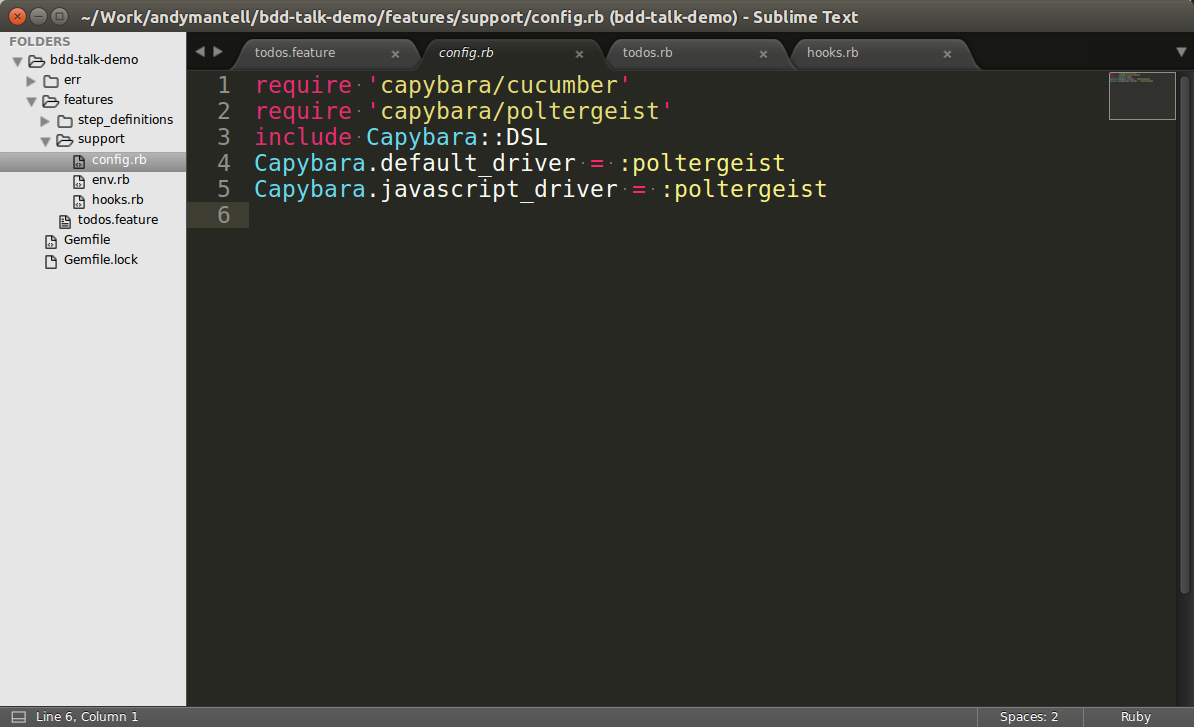 ~/Work/andymantell/bdd-talk-demo/features/support/config.rb (bdd-talk-demo) - Sublime Text
FOLDERS
bdd-talk-demo
err
features
step_definitions
support
config.rb
env.rb
hooks.rb
todos.feature
Gemfile
Gemfile.lock
todos.feature
config.rb
todos.rb
hooks.rb
1 require 'capybara/cucumber'
2 require 'capybara/poltergeist'
3 include Capybara::DSL
4 Capybara.default_driver = :poltergeist
5 Capybara.javascript_driver = :poltergeist
6
Line 6, Column 1
Spaces: 2
Ruby